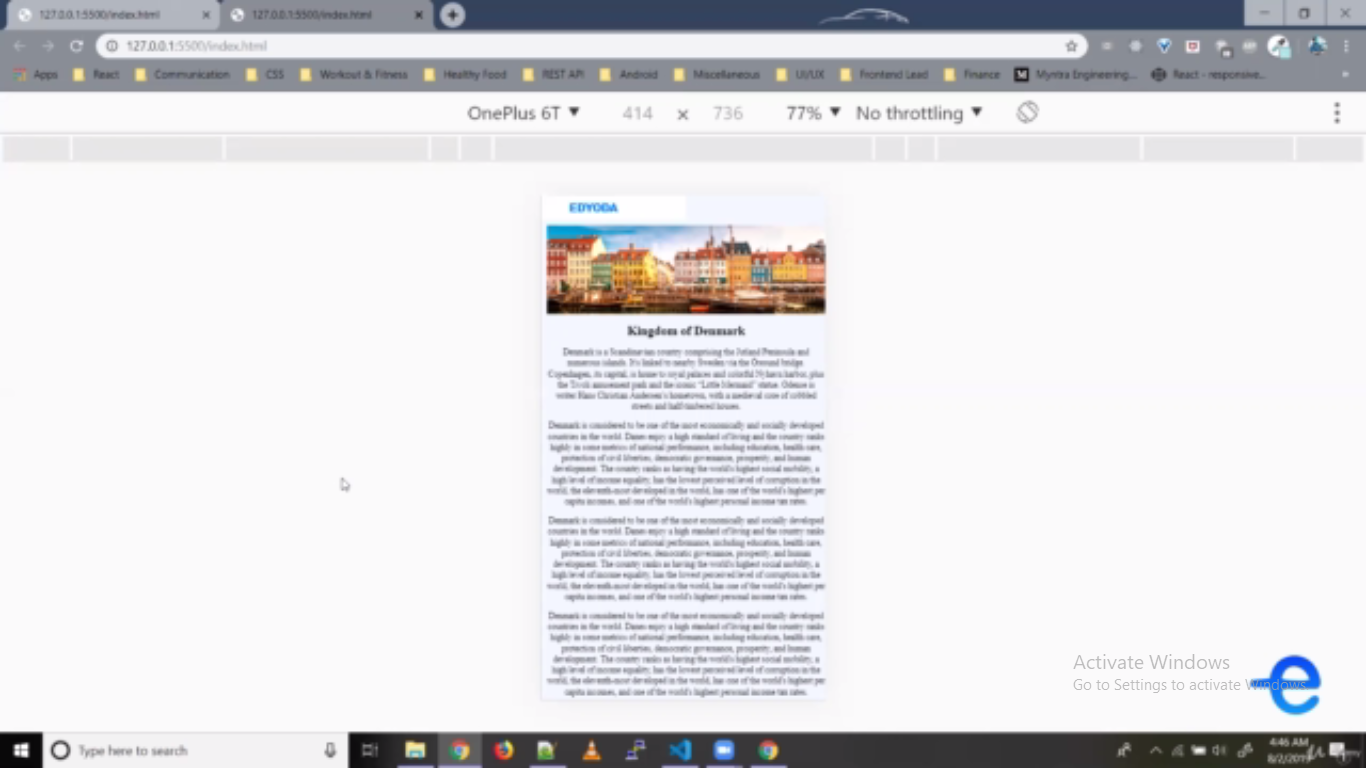 127.0.0.1:5500/index.html
127.0.0.1:5500/index.html
127.0.0.1:5500/index.html
Apps React Communication CSS Workout & Fitness Healthy Food REST API Android Miscellaneous UI/UX Frontend Lead Finance Myntra Engineering... React - responsive...
OnePlus 6T 414 x 736 77% No throttling
EDYODA
Kingdom of Denmark
Denmark is a Scandinavian country comprising the Jutland Peninsula and
numerous islands. It's linked to nearby Sweden via the Öresund bridge.
Copenhagen, its capital, is home to royal palaces and colorful Nyhavn harbor, plus
the Tivoli amusement park and the iconic "Little Mermaid" statue. Odense is
writer Hans Christian Andersen's hometown, with a medieval core of cobbled
streets and half-timbered houses.
Denmark is considered to be one of the most economically and socially developed
countries in the world. Danes enjoy a high standard of living and the country ranks
highly in some metrics of national performance, including education, health care,
protection of civil liberties, democratic governance, prosperity, and human
development. The country ranks as having the world's highest social mobility, a
high level of income equality, has the lowest perceived level of corruption in the
world, the eleventh-most developed in the world, has one of the world's highest per
capita incomes, and one of the world's highest personal income tax rates.
Denmark is considered to be one of the most economically and socially developed
countries in the world. Danes enjoy a high standard of living and the country ranks
highly in some metrics of national performance, including education, health care,
protection of civil liberties, democratic governance, prosperity, and human
development. The country ranks as having the world's highest social mobility, a
high level of income equality, has the lowest perceived level of corruption in the
world, the eleventh-most developed in the world, has one of the world's highest per
capita incomes, and one of the world's highest personal income tax rates.
Denmark is considered to be one of the most economically and socially developed
countries in the world. Danes enjoy a high standard of living and the country ranks
highly in some metrics of national performance, including education, health care,
protection of civil liberties, democratic governance, prosperity, and human
development. The country ranks as having the world's highest social mobility, a
high level of income equality, has the lowest perceived level of corruption in the
world, the eleventh-most developed in the world, has one of the world's highest per
capita incomes, and one of the world's highest personal income tax rates.
Activate Windows
Go to Settings to activate Windows.
Type here to search
4:46 AM